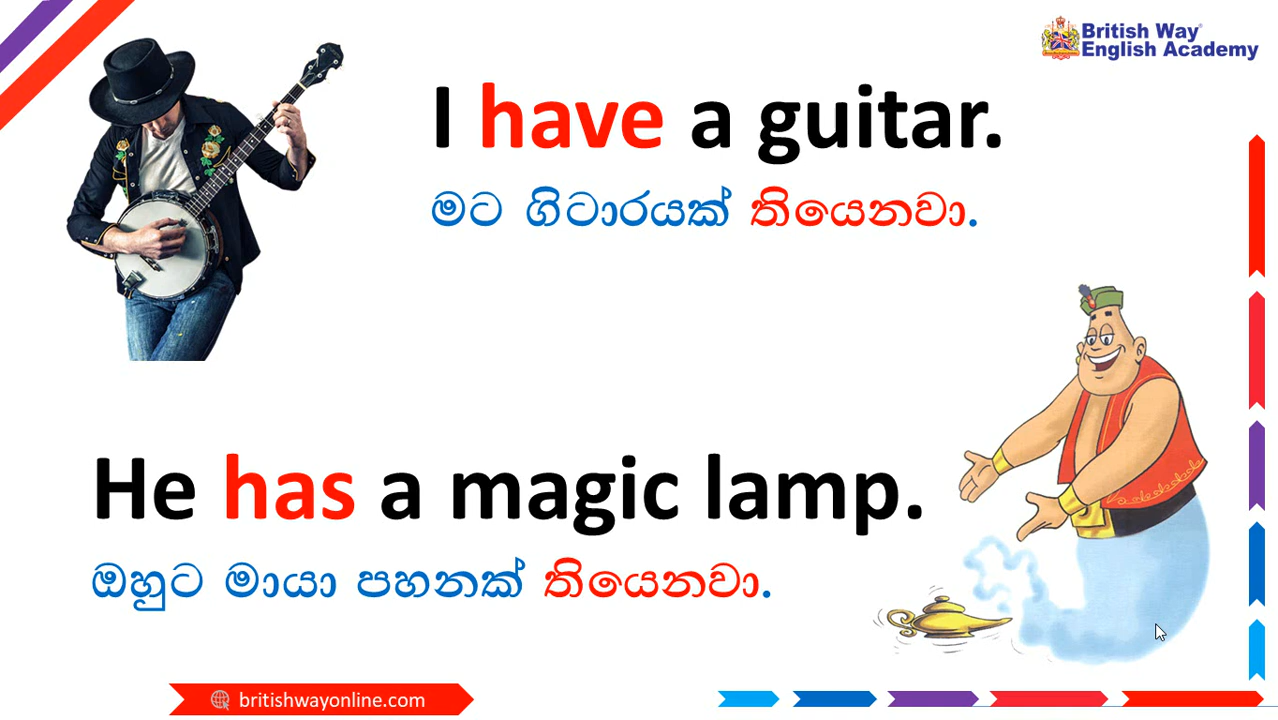 British Way®
English Academy
I have a guitar.
මට ගිටාරයක් තියෙනවා.
He has a magic lamp.
ඔහුට මායා පහනක් තියෙනවා.
britishwayonline.com